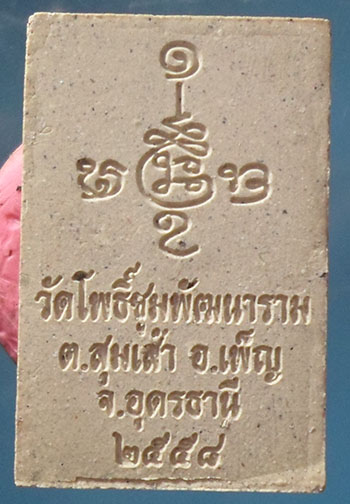 วัดโพธิ์ชุมพัฒนาราม
ต.สุมเส้า อ.เพ็ญ
จ.อุดรธานี
๒๕๕๘